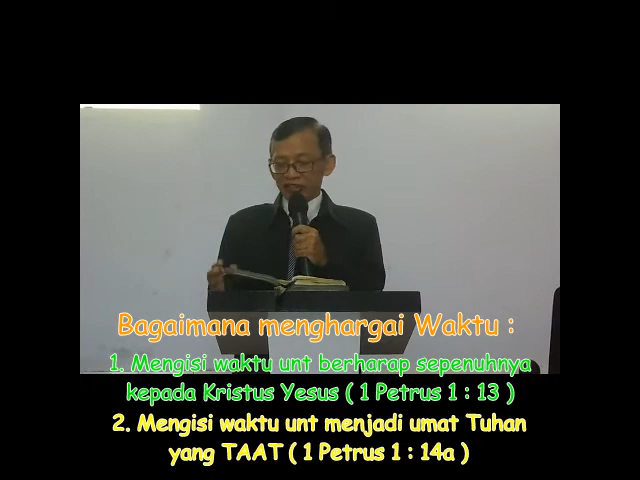 Bagaimana menghargai Waktu :
1. Mengisi waktu unt berharap sepenuhnya
kepada Kristus Yesus ( 1 Petrus 1 : 13 )
2. Mengisi waktu unt menjadi umat Tuhan
yang TAAT ( 1 Petrus 1 : 14a )